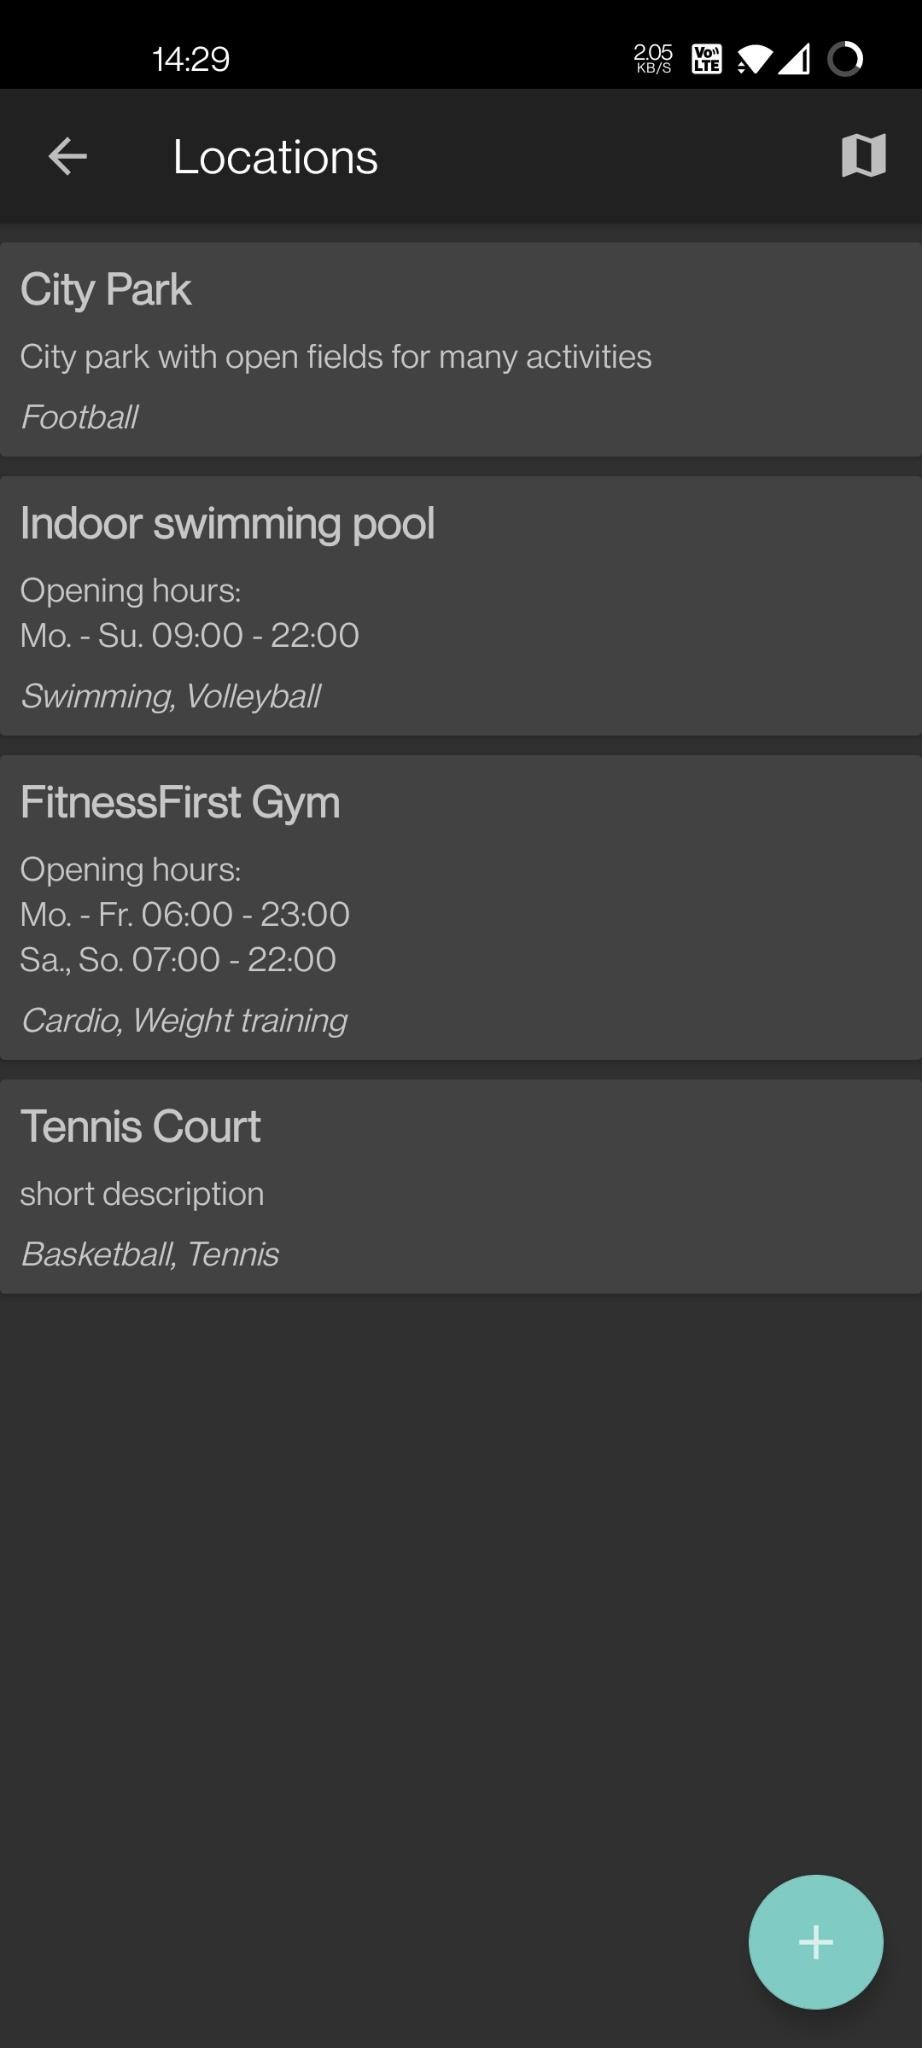 14:29
2.05
KB/S
Vo))
LTE
Locations
City Park
City park with open fields for many activities
Football
Indoor swimming pool
Opening hours:
Mo. - Su. 09:00 - 22:00
Swimming, Volleyball
FitnessFirst Gym
Opening hours:
Mo. - Fr. 06:00 - 23:00
Sa., So. 07:00 - 22:00
Cardio, Weight training
Tennis Court
short description
Basketball, Tennis
+